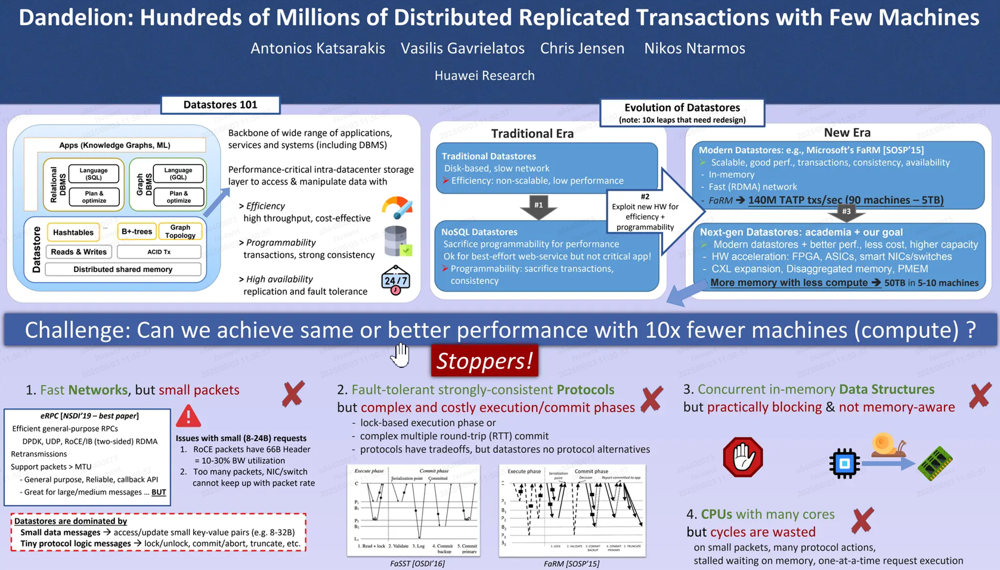 Dandelion: Hundreds of Millions of Distributed Replicated Transactions with Few Machines
Antonios Katsarakis Vasilis Gavrielatos Chris Jensen Nikos Ntarmos
Huawei Research
Datastores 101
Apps (Knowledge Graphs, ML)
Relational DBMS
Language (SQL)
Plan & optimize
Graph DBMS
Language (GQL)
Plan & optimize
Datastore
Hashtables ... B+-trees Graph Topology
Reads & Writes ACID Tx
Distributed shared memory
Backbone of wide range of applications,
services and systems (including DBMS)
Performance-critical intra-datacenter storage
layer to access & manipulate data with
> Efficiency
high throughput, cost-effective
> Programmability
transactions, strong consistency
> High availability
replication and fault tolerance
24/7
Evolution of Datastores
(note: 10x leaps that need redesign)
Traditional Era
Traditional Datastores
Disk-based, slow network
➢ Efficiency: non-scalable, low performance
#1
NoSQL Datastores
Sacrifice programmability for performance
Ok for best-effort web-service but not critical app!
➢ Programmability: sacrifice transactions,
consistency
#2
Exploit new HW for
efficiency +
programmability
New Era
Modern Datastores: e.g., Microsoft's FaRM [SOSP'15]
➢ Scalable, good perf., transactions, consistency, availability
- In-memory
- Fast (RDMA) network
- FaRM ➔ 140M TATP txs/sec (90 machines – 5TB)
#3
Next-gen Datastores: academia + our goal
➢ Modern datastores + better perf., less cost, higher capacity
- HW acceleration: FPGA, ASICs, smart NICs/switches
- CXL expansion, Disaggregated memory, PMEM
More memory with less compute ➔ 50TB in 5-10 machines
Challenge: Can we achieve same or better performance with 10x fewer machines (compute) ?
Stoppers!
1. Fast Networks, but small packets
eRPC [NSDI'19 – best paper]
Efficient general-purpose RPCs
DPDK, UDP, RoCE/IB (two-sided) RDMA
Retransmissions
Support packets > MTU
- General purpose, Reliable, callback API
- Great for large/medium messages ... BUT
Issues with small (8-24B) requests
1. RoCE packets have 66B Header
= 10-30% BW utilization
2. Too many packets, NIC/switch
cannot keep up with packet rate
Datastores are dominated by
Small data messages → access/update small key-value pairs (e.g. 8-32B)
Tiny protocol logic messages → lock/unlock, commit/abort, truncate, etc.
2. Fault-tolerant strongly-consistent Protocols
but complex and costly execution/commit phases
- lock-based execution phase or
- complex multiple round-trip (RTT) commit
- protocols have tradeoffs, but datastores no protocol alternatives
Execute phase Commit phase
Serialization point Committed
C
P₁
B₁
P₂
B₂
L₁
1. Read + lock 2. Validate 3. Log 4. Commit backup 5. Commit primary
FaSST [OSDI'16]
Execute phase Commit phase
Serialization point Decision Report committed to app
C
P₁
B₁
P₂
B₂
P₃
B₃
1. LOCK 2. VALIDATE 3. COMMIT BACKUP 4. COMMIT PRIMARY 5. TRUNCATE
FaRM [SOSP'15]
3. Concurrent in-memory Data Structures
but practically blocking & not memory-aware
4. CPUs with many cores
but cycles are wasted
on small packets, many protocol actions,
stalled waiting on memory, one-at-a-time request execution